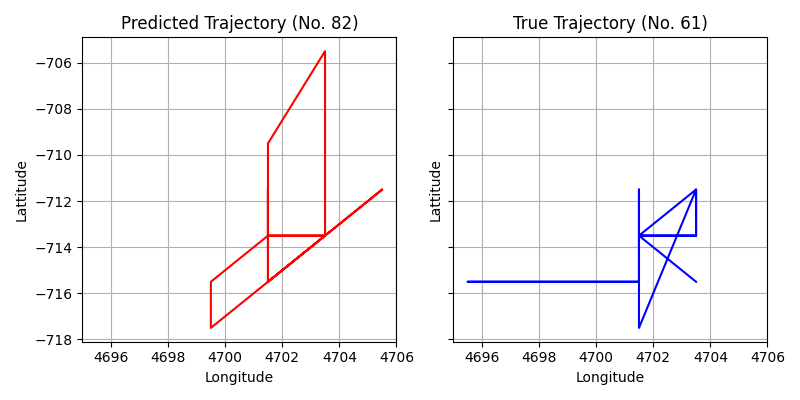 Predicted Trajectory (No. 82)
True Trajectory (No. 61)
−706
−708
−710
−712
−714
−716
−718
Lattitude
Lattitude
4696 4698 4700 4702 4704 4706
4696 4698 4700 4702 4704 4706
Longitude
Longitude